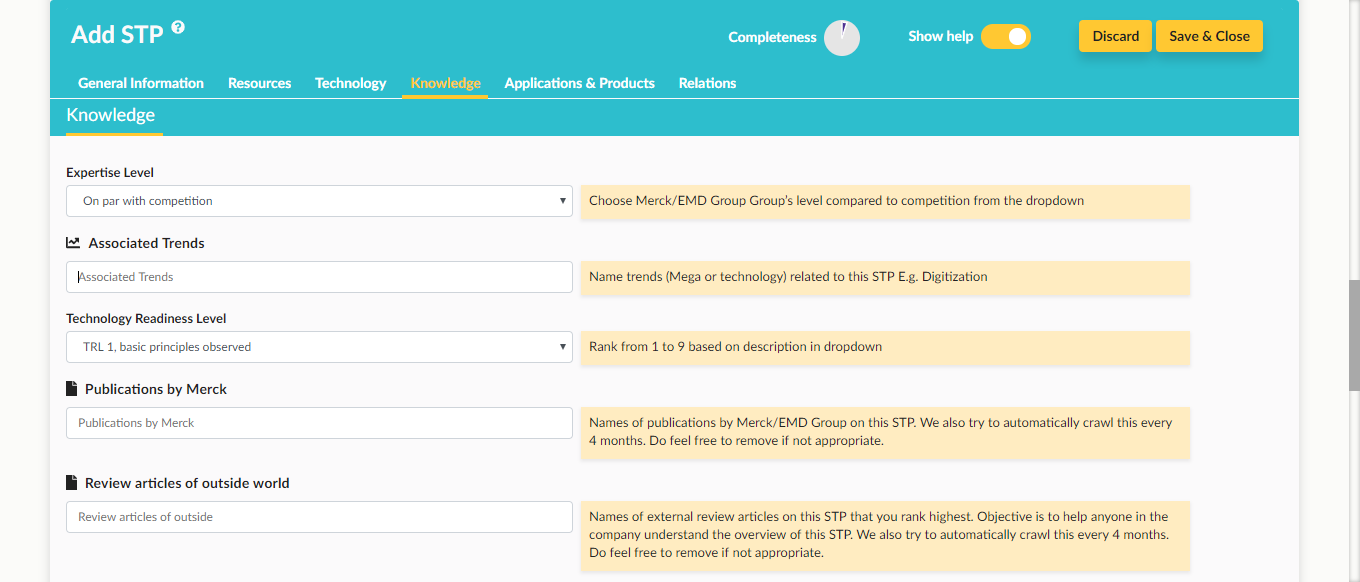 Add STP ?
Completeness
Show help
Discard
Save & Close
General Information
Resources
Technology
Knowledge
Applications & Products
Relations
Knowledge
Expertise Level
On par with competition
Choose Merck/EMD Group Group's level compared to competition from the dropdown
Associated Trends
Associated Trends
Name trends (Mega or technology) related to this STP E.g. Digitization
Technology Readiness Level
TRL 1, basic principles observed
Rank from 1 to 9 based on description in dropdown
Publications by Merck
Publications by Merck
Names of publications by Merck/EMD Group on this STP. We also try to automatically crawl this every
4 months. Do feel free to remove if not appropriate.
Review articles of outside world
Review articles of outside
Names of external review articles on this STP that you rank highest. Objective is to help anyone in the
company understand the overview of this STP. We also try to automatically crawl this every 4 months.
Do feel free to remove if not appropriate.